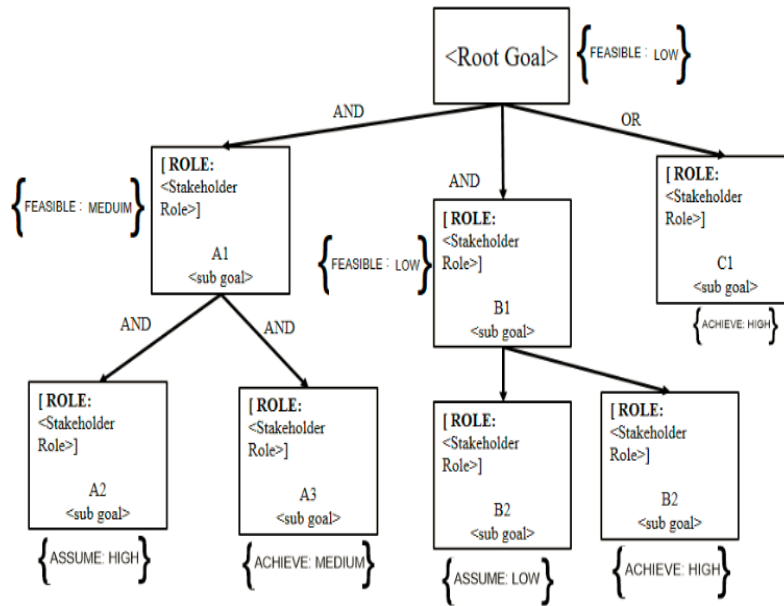 <Root Goal>
{FEASIBLE : LOW}
AND
OR
AND
[ ROLE:
<Stakeholder
Role>]
A1
<sub goal>
{FEASIBLE : MEDUIM}
[ ROLE:
<Stakeholder
Role>]
B1
<sub goal>
{FEASIBLE : LOW}
[ ROLE:
<Stakeholder
Role>]
C1
<sub goal>
{ACHIEVE: HIGH}
AND
AND
[ ROLE:
<Stakeholder
Role>]
A2
<sub goal>
{ASSUME: HIGH}
[ ROLE:
<Stakeholder
Role>]
A3
<sub goal>
{ACHIEVE: MEDIUM}
[ ROLE:
<Stakeholder
Role>]
B2
<sub goal>
{ASSUME: LOW}
[ ROLE:
<Stakeholder
Role>]
B2
<sub goal>
{ACHIEVE: HIGH}